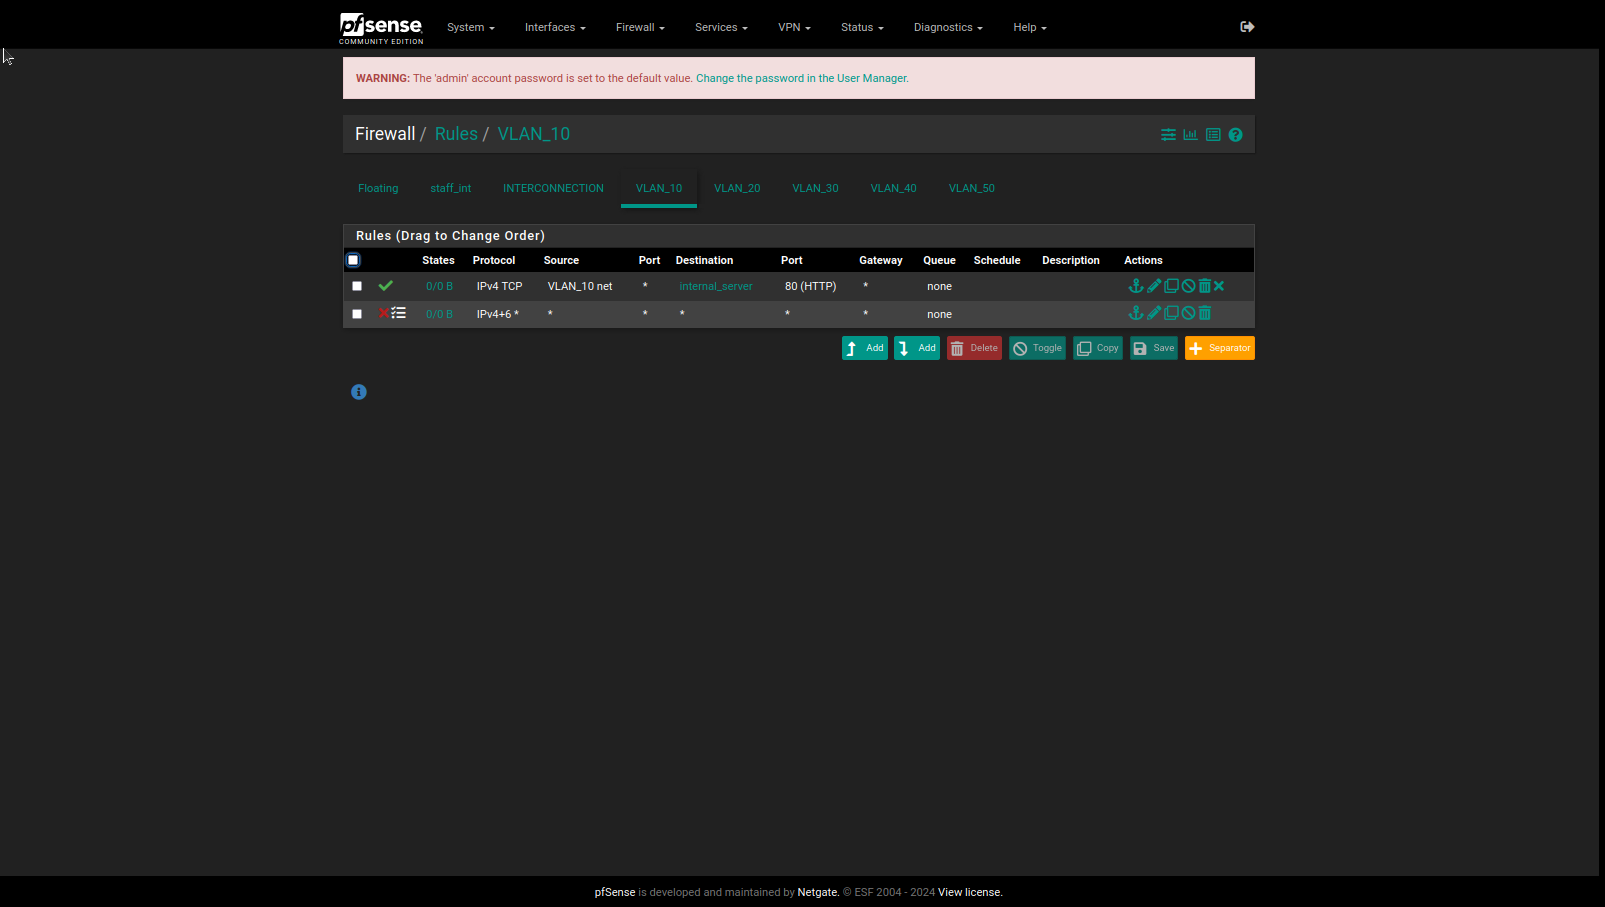 pfsense COMMUNITY EDITION System Interfaces Firewall Services VPN Status Diagnostics Help
WARNING: The 'admin' account password is set to the default value. Change the password in the User Manager.
Firewall / Rules / VLAN_10
Floating staff_int INTERCONNECTION VLAN_10 VLAN_20 VLAN_30 VLAN_40 VLAN_50
Rules (Drag to Change Order)
States Protocol Source Port Destination Port Gateway Queue Schedule Description Actions
0/0 B IPv4 TCP VLAN_10 net * internal_server 80 (HTTP) * none
0/0 B IPv4+6 * * * * * * none
Add Add Delete Toggle Copy Save Separator
pfSense is developed and maintained by Netgate. © ESF 2004 - 2024 View license.